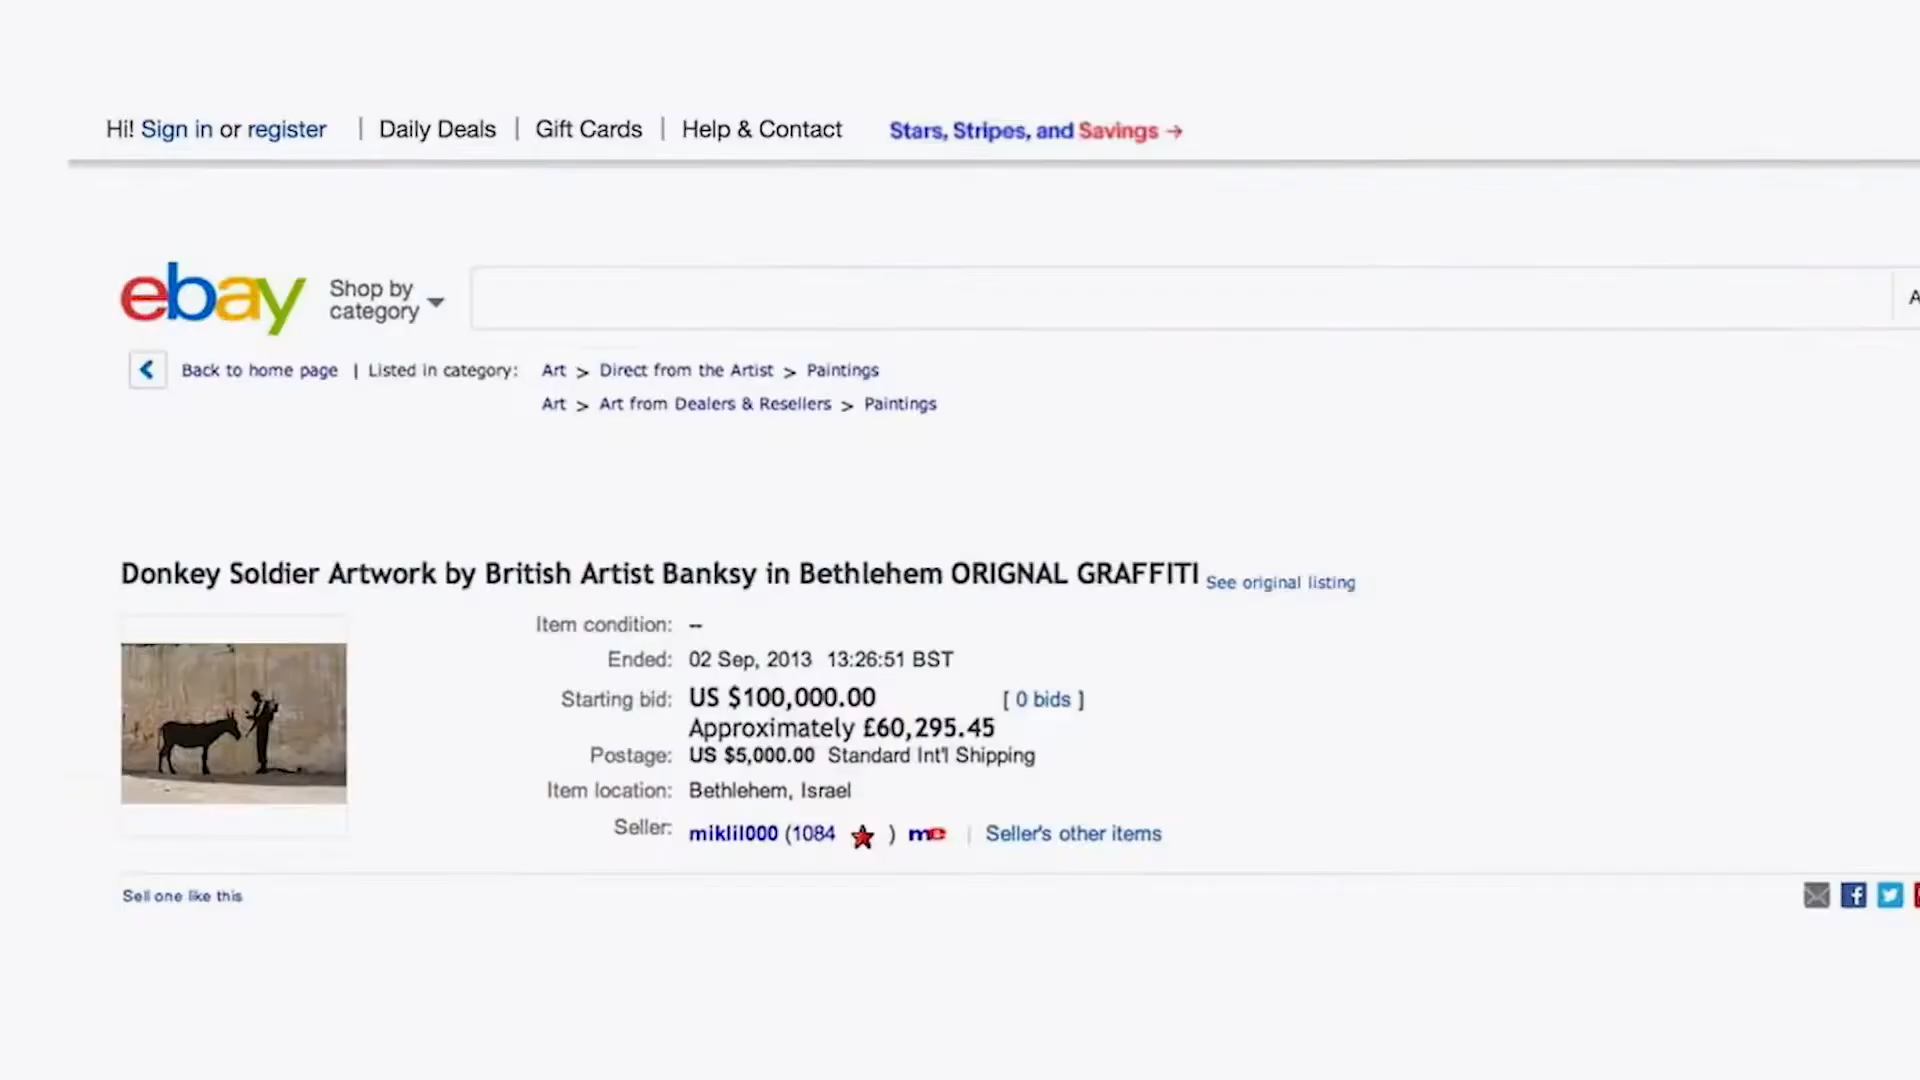 Hi! Sign in or register | Daily Deals | Gift Cards | Help & Contact Stars, Stripes, and Savings →
ebay Shop by category
Back to home page | Listed in category: Art > Direct from the Artist > Paintings
Art > Art from Dealers & Resellers > Paintings
Donkey Soldier Artwork by British Artist Banksy in Bethlehem ORIGNAL GRAFFITI See original listing
Item condition: --
Ended: 02 Sep, 2013 13:26:51 BST
Starting bid: US $100,000.00 [ 0 bids ]
Approximately £60,295.45
Postage: US $5,000.00 Standard Int'l Shipping
Item location: Bethlehem, Israel
Seller: miklil000 (1084 ★ ) me | Seller's other items
Sell one like this